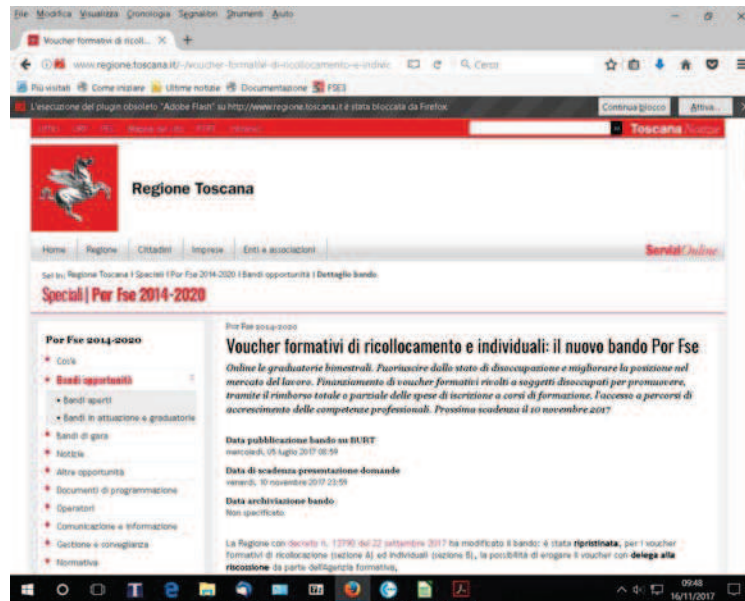 File Modifica Visualizza Cronologia Segnalibri Strumenti Aiuto
Voucher formativi di ricoll...
www.regione.toscana.it/-/voucher-formativi-di-ricollocamento-e-indivic
Cerca
Più visitati Come iniziare Ultime notizie Documentazione FSE3
L'esecuzione del plugin obsoleto "Adobe Flash" su http://www.regione.toscana.it è stata bloccata da Firefox.
Continua blocco Attiva...
Toscana Notizie
Regione Toscana
Home Regione Cittadini Imprese Enti e associazioni
Servizi Online
Sei in: Regione Toscana I Speciali I Por Fse 2014-2020 I Bandi opportunità I Dettaglio bando
Speciali | Por Fse 2014-2020
Por Fse 2014-2020
Cos'è
Bandi opportunità
Bandi aperti
Bandi in attuazione e graduatorie
Bandi di gara
Notizie
Altre opportunità
Documenti di programmazione
Operatori
Comunicazione e informazione
Gestione e sorveglianza
Normativa
Por Fse 2014-2020
Voucher formativi di ricollocamento e individuali: il nuovo bando Por Fse
Online le graduatorie bimestrali. Fuoriuscire dallo stato di disoccupazione e migliorare la posizione nel
mercato del lavoro. Finanziamento di voucher formativi rivolti a soggetti disoccupati per promuovere,
tramite il rimborso totale o parziale delle spese di iscrizione a corsi di formazione, l'accesso a percorsi di
accrescimento delle competenze professionali. Prossima scadenza il 10 novembre 2017
Data pubblicazione bando su BURT
mercoledì, 05 luglio 2017 08:59
Data di scadenza presentazione domande
venerdì, 10 novembre 2017 23:59
Data archiviazione bando
Non specificato
La Regione con decreto n. 13790 del 22 settembre 2017 ha modificato il bando: è stata ripristinata, per i voucher
formativi di ricollocazione (sezione A) ed individuali (sezione B), la possibilità di erogare il voucher con delega alla
riscossione da parte dell'Agenzia formativa,
09:48
16/11/2017